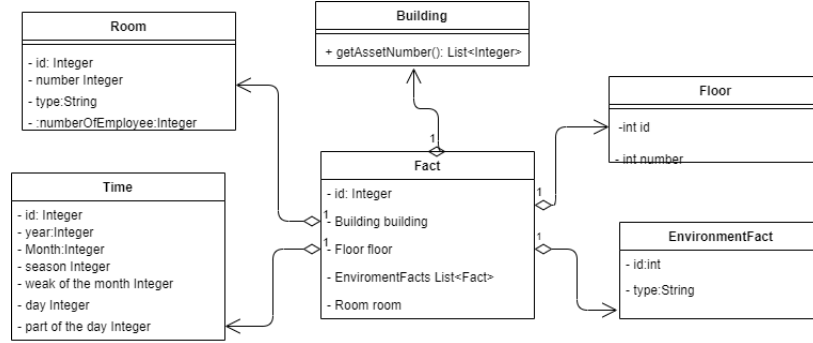 Building
+ getAssetNumber(): List<Integer>
Room
- id: Integer
- number Integer
- type:String
- :numberOfEmployee:Integer
Floor
-int id
- int number
Time
- id: Integer
- year:Integer
- Month:Integer
- season Integer
- weak of the month Integer
- day Integer
- part of the day Integer
Fact
- id: Integer
- Building building
- Floor floor
- EnviromentFacts List<Fact>
- Room room
EnvironmentFact
- id:int
- type:String
1
1
1
1
1